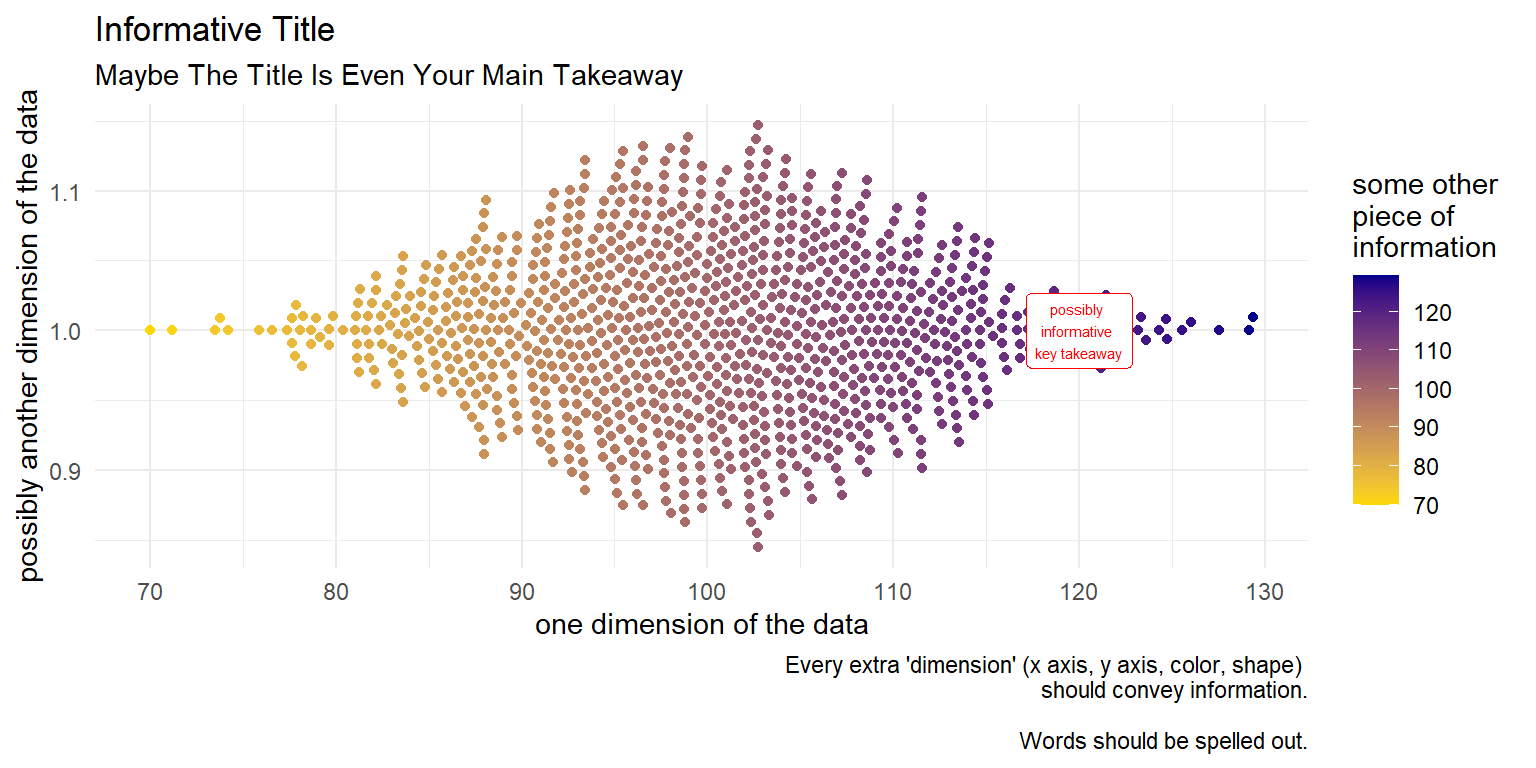 Informative Title
Maybe The Title Is Even Your Main Takeaway
possibly another dimension of the data
1.1
1.0
0.9
possibly
informative
key takeaway
70 80 90 100 110 120 130
one dimension of the data
some other
piece of
information
120
110
100
90
80
70
Every extra 'dimension' (x axis, y axis, color, shape)
should convey information.
Words should be spelled out.